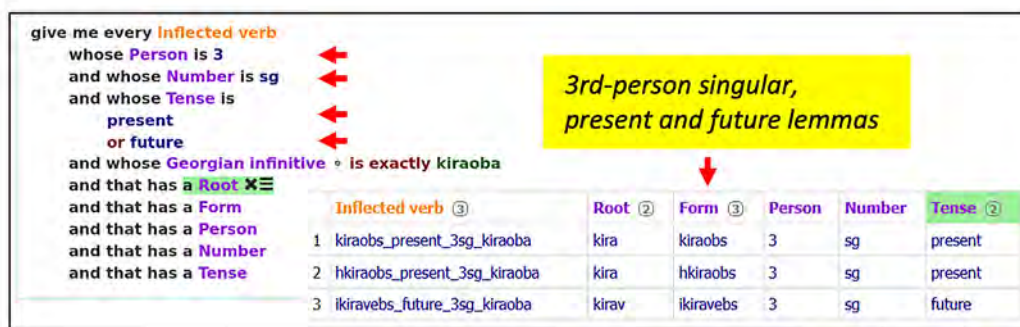 give me every Inflected verb
whose Person is 3
and whose Number is sg
and whose Tense is
present
or future
and whose Georgian infinitive ∘ is exactly kiraoba
and that has a Root ✖☰
and that has a Form
and that has a Person
and that has a Number
and that has a Tense
3rd-person singular,
present and future lemmas
Inflected verb ③ Root ② Form ③ Person Number Tense ②
1 kiraobs_present_3sg_kiraoba kira kiraobs 3 sg present
2 hkiraobs_present_3sg_kiraoba kira hkiraobs 3 sg present
3 ikiravebs_future_3sg_kiraoba kirav ikiravebs 3 sg future